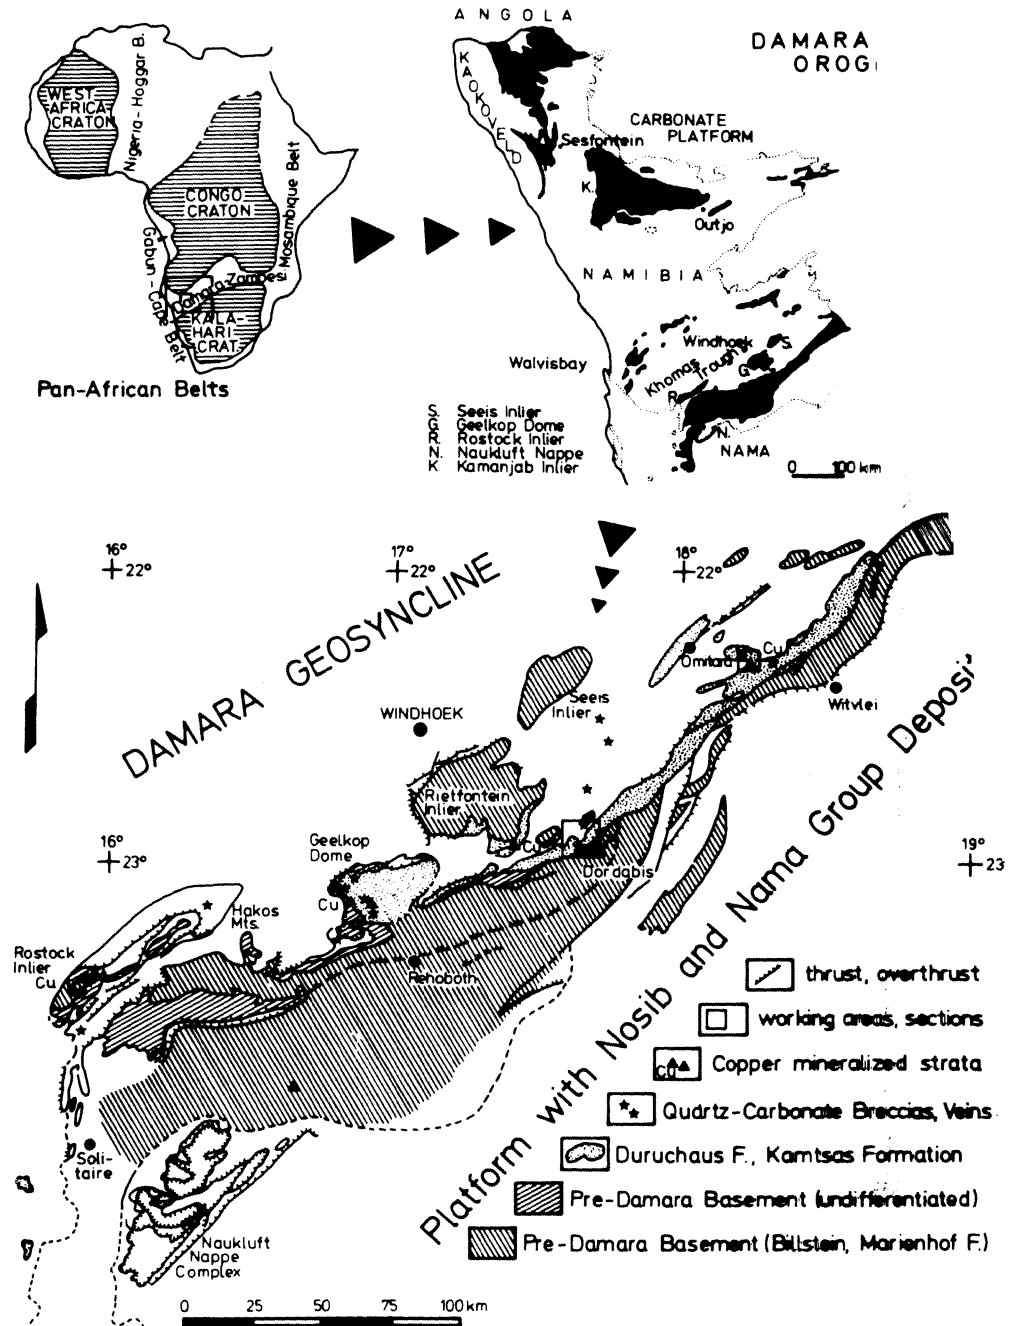 WEST
AFRICA
CRATON
Nigeria-Hoggar B.
CONGO
CRATON
Mosambique Belt
Gabun - Cape Belt
Damara-Zambesi
KALA-
HARI
CRAT.
Pan-African Belts
ANGOLA
DAMARA
OROG
KAOKOVELD
CARBONATE
PLATFORM
Sesfontein
K.
Outjo
NAMIBIA
Windhoek
S.
Walvisbay
Khomas Trough
G.
R.
N.
NAMA
S. Seeis Inlier
G. Geelkop Dome
R. Rostock Inlier
N. Naukluft Nappe
K Kamanjab Inlier
0 100 km
16°
22°
17°
22°
18°
22°
DAMARA GEOSYNCLINE
Omitara
Cu
Witvlei
Seeis
Inlier
WINDHOEK
Rietfontein
Inlier
16°
23°
Geelkop
Dome
Cu
Cu
Dordabis
19°
23
Hakos
Mts.
Rostock
Inlier
Cu
Rehoboth
Platform with Nosib and Nama Group Deposi
thrust, overthrust
working areas, sections
Cu Copper mineralized strata
Quartz-Carbonate Breccias, Veins
Duruchaus F., Kamtsas Formation
Pre-Damara Basement (undifferentiated)
Pre-Damara Basement (Billstein, Marienhof F.)
Soli-
taire
Naukluft
Nappe
Complex
0 25 50 75 100 km